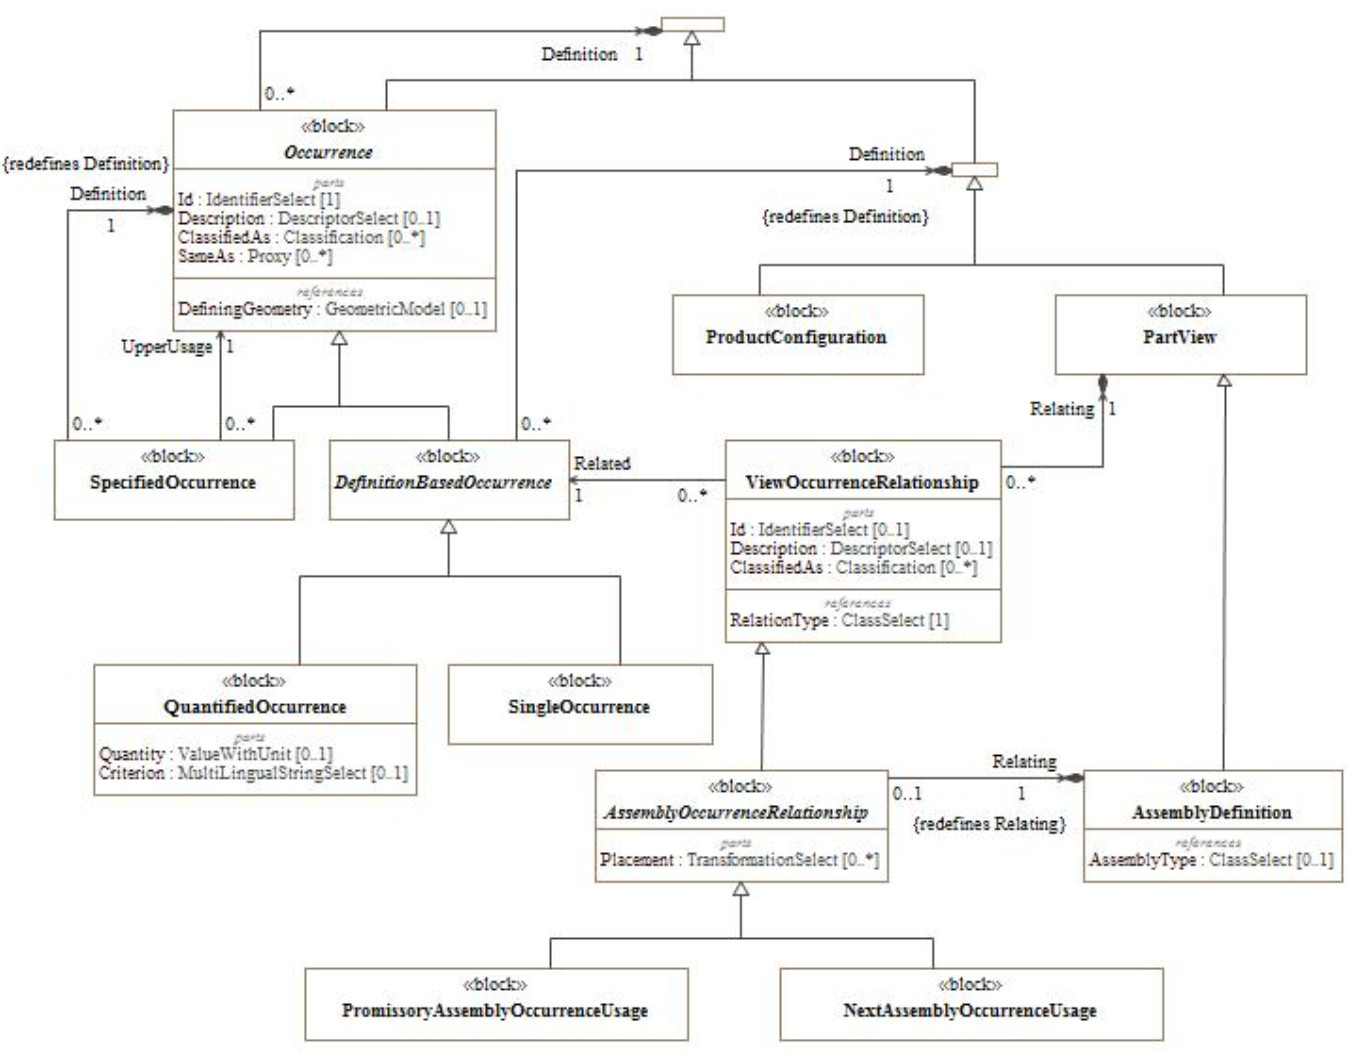 Definition 1
0..*
«block»
Occurrence
parts
Id : IdentifierSelect [1]
Description : DescriptorSelect [0..1]
ClassifiedAs : Classification [0..*]
SameAs : Proxy [0..*]
references
DefiningGeometry : GeometricModel [0..1]
{redefines Definition}
Definition
1
0..*
UpperUsage 1
0..*
Definition
1
{redefines Definition}
0..*
«block»
ProductConfiguration
«block»
PartView
Relating 1
0..*
«block»
SpecifiedOccurrence
«block»
DefinitionBasedOccurrence
Related
1
0..*
«block»
ViewOccurrenceRelationship
parts
Id : IdentifierSelect [0..1]
Description : DescriptorSelect [0..1]
ClassifiedAs : Classification [0..*]
references
RelationType : ClassSelect [1]
«block»
QuantifiedOccurrence
parts
Quantity : ValueWithUnit [0..1]
Criterion : MultiLingualStringSelect [0..1]
«block»
SingleOccurrence
«block»
AssemblyOccurrenceRelationship
parts
Placement : TransformationSelect [0..*]
Relating
0..1
1
{redefines Relating}
«block»
AssemblyDefinition
references
AssemblyType : ClassSelect [0..1]
«block»
PromissoryAssemblyOccurrenceUsage
«block»
NextAssemblyOccurrenceUsage